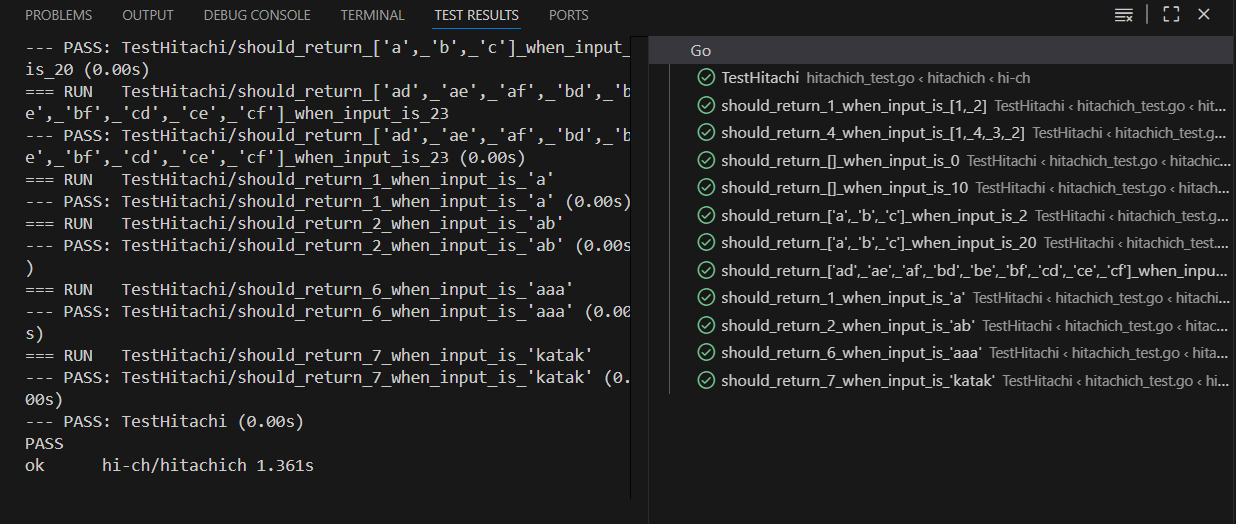 PROBLEMS OUTPUT DEBUG CONSOLE TERMINAL TEST RESULTS PORTS
--- PASS: TestHitachi/should_return_['a',_'b',_'c']_when_input_
is_20 (0.00s)
=== RUN   TestHitachi/should_return_['ad',_'ae',_'af',_'bd',_'b
e',_'bf',_'cd',_'ce',_'cf']_when_input_is_23
--- PASS: TestHitachi/should_return_['ad',_'ae',_'af',_'bd',_'b
e',_'bf',_'cd',_'ce',_'cf']_when_input_is_23 (0.00s)
=== RUN   TestHitachi/should_return_1_when_input_is_'a'
--- PASS: TestHitachi/should_return_1_when_input_is_'a' (0.00s)
=== RUN   TestHitachi/should_return_2_when_input_is_'ab'
--- PASS: TestHitachi/should_return_2_when_input_is_'ab' (0.00s
)
=== RUN   TestHitachi/should_return_6_when_input_is_'aaa'
--- PASS: TestHitachi/should_return_6_when_input_is_'aaa' (0.00
s)
=== RUN   TestHitachi/should_return_7_when_input_is_'katak'
--- PASS: TestHitachi/should_return_7_when_input_is_'katak' (0.
00s)
--- PASS: TestHitachi (0.00s)
PASS
ok      hi-ch/hitachich 1.361s
Go
TestHitachi hitachich_test.go ‹ hitachich ‹ hi-ch
should_return_1_when_input_is_[1,_2] TestHitachi ‹ hitachich_test.go ‹ hit...
should_return_4_when_input_is_[1,_4,_3,_2] TestHitachi ‹ hitachich_test.g...
should_return_[]_when_input_is_0 TestHitachi ‹ hitachich_test.go ‹ hitachic...
should_return_[]_when_input_is_10 TestHitachi ‹ hitachich_test.go ‹ hitach...
should_return_['a',_'b',_'c']_when_input_is_2 TestHitachi ‹ hitachich_test.g...
should_return_['a',_'b',_'c']_when_input_is_20 TestHitachi ‹ hitachich_test....
should_return_['ad',_'ae',_'af',_'bd',_'be',_'bf',_'cd',_'ce',_'cf']_when_inpu...
should_return_1_when_input_is_'a' TestHitachi ‹ hitachich_test.go ‹ hitachi...
should_return_2_when_input_is_'ab' TestHitachi ‹ hitachich_test.go ‹ hitac...
should_return_6_when_input_is_'aaa' TestHitachi ‹ hitachich_test.go ‹ hita...
should_return_7_when_input_is_'katak' TestHitachi ‹ hitachich_test.go ‹ hi...